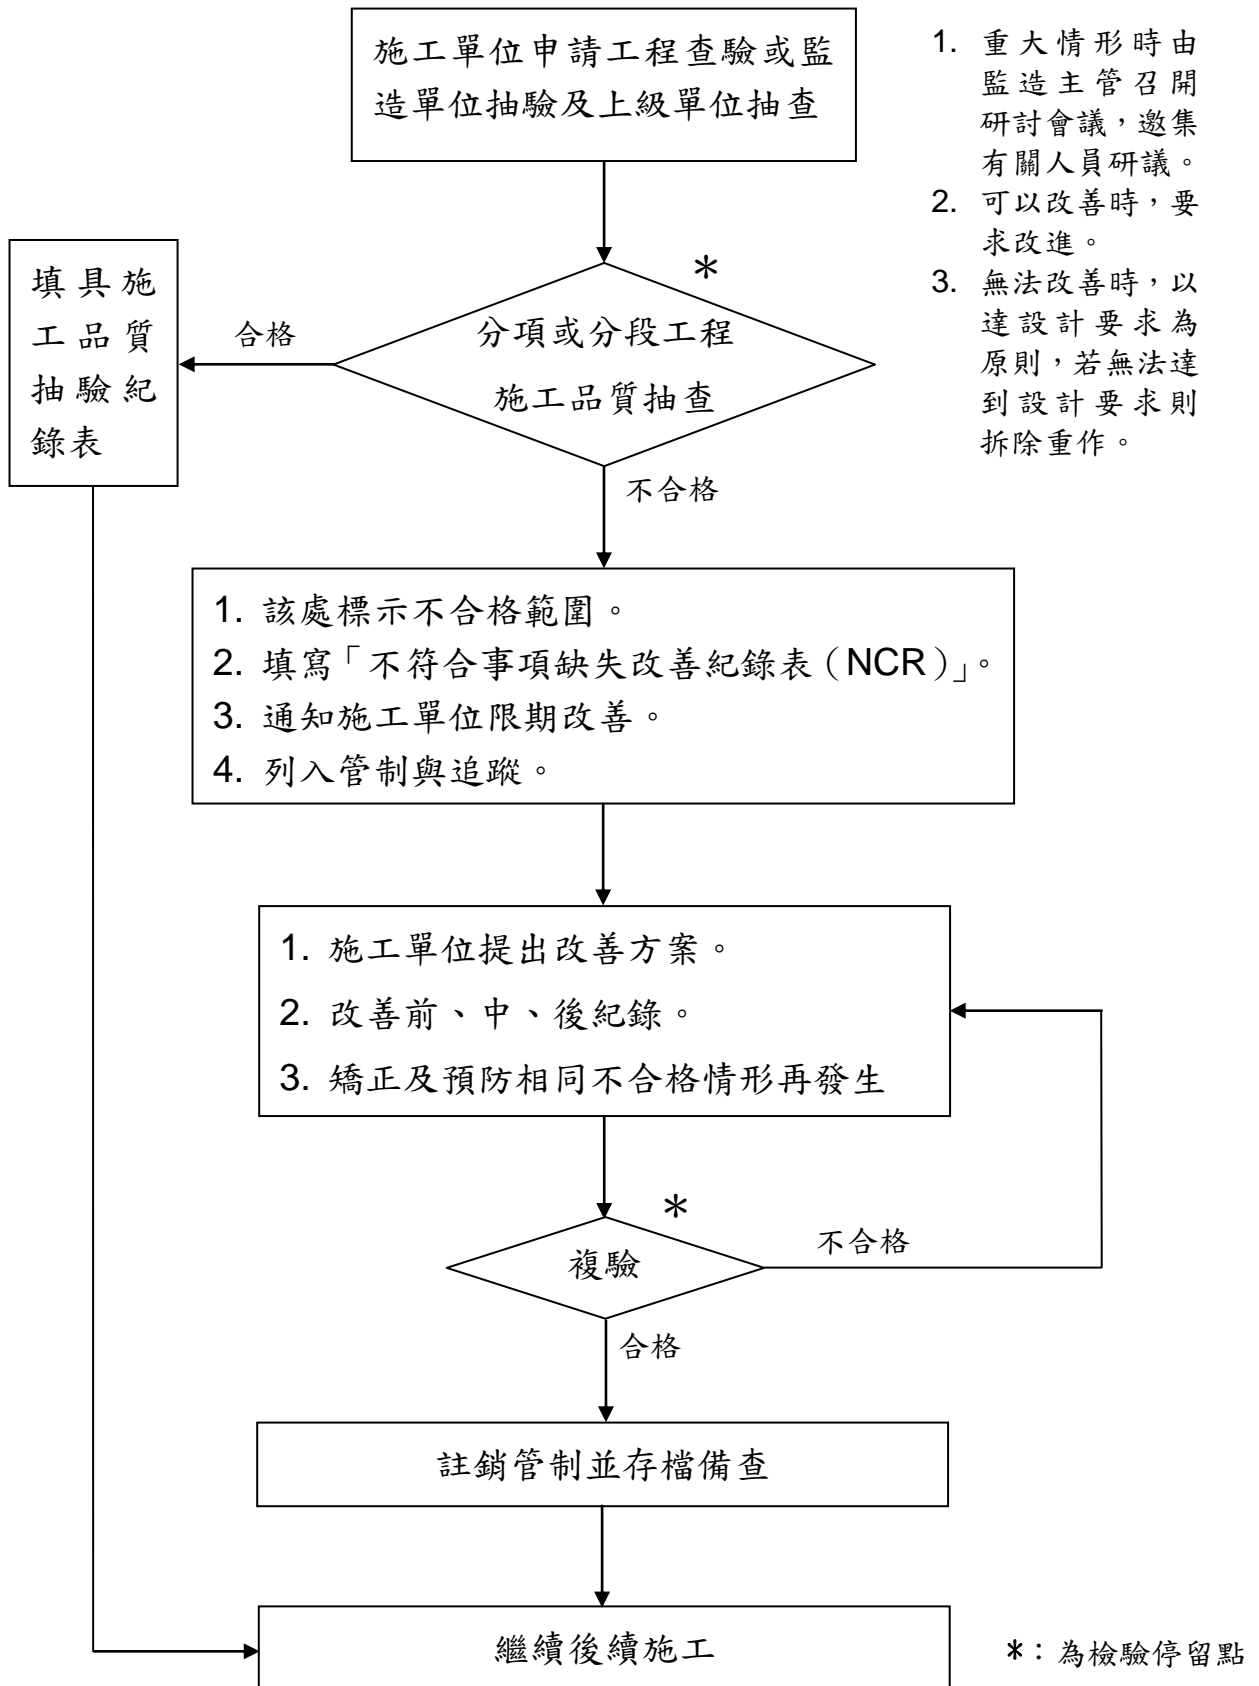 施工單位申請工程查驗或監
造單位抽驗及上級單位抽查
1. 重大情形時由
監造主管召開
研討會議，邀集
有關人員研議。
2. 可以改善時，要
求改進。
3. 無法改善時，以
達設計要求為
原則，若無法達
到設計要求則
拆除重作。
填具施
工品質
抽驗紀
錄表
合格
*
分項或分段工程
施工品質抽查
不合格
1. 該處標示不合格範圍。
2. 填寫「不符合事項缺失改善紀錄表（NCR）」。
3. 通知施工單位限期改善。
4. 列入管制與追蹤。
1. 施工單位提出改善方案。
2. 改善前、中、後紀錄。
3. 矯正及預防相同不合格情形再發生
*
複驗
不合格
合格
註銷管制並存檔備查
繼續後續施工
*：為檢驗停留點